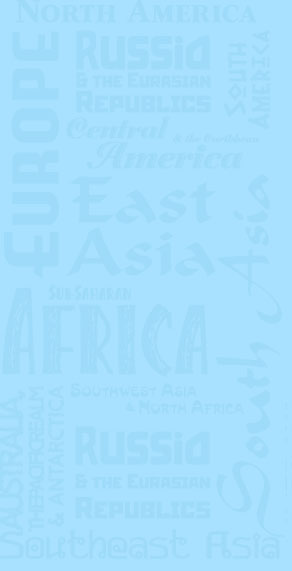 NORTH AMERICA
EUROPE
RUSSIA
& THE EURASIAN
REPUBLICS
SOUTH
AMERICA
Central
& the Caribbean
America
East
Asia
South Asia
SUB-SAHARAN
AFRICA
SOUTHWEST ASIA
& NORTH AFRICA
AUSTRALIA,
THE PACIFIC REALM
& ANTARCTICA
RUSSIA
& THE EURASIAN
REPUBLICS
Southeast Asia